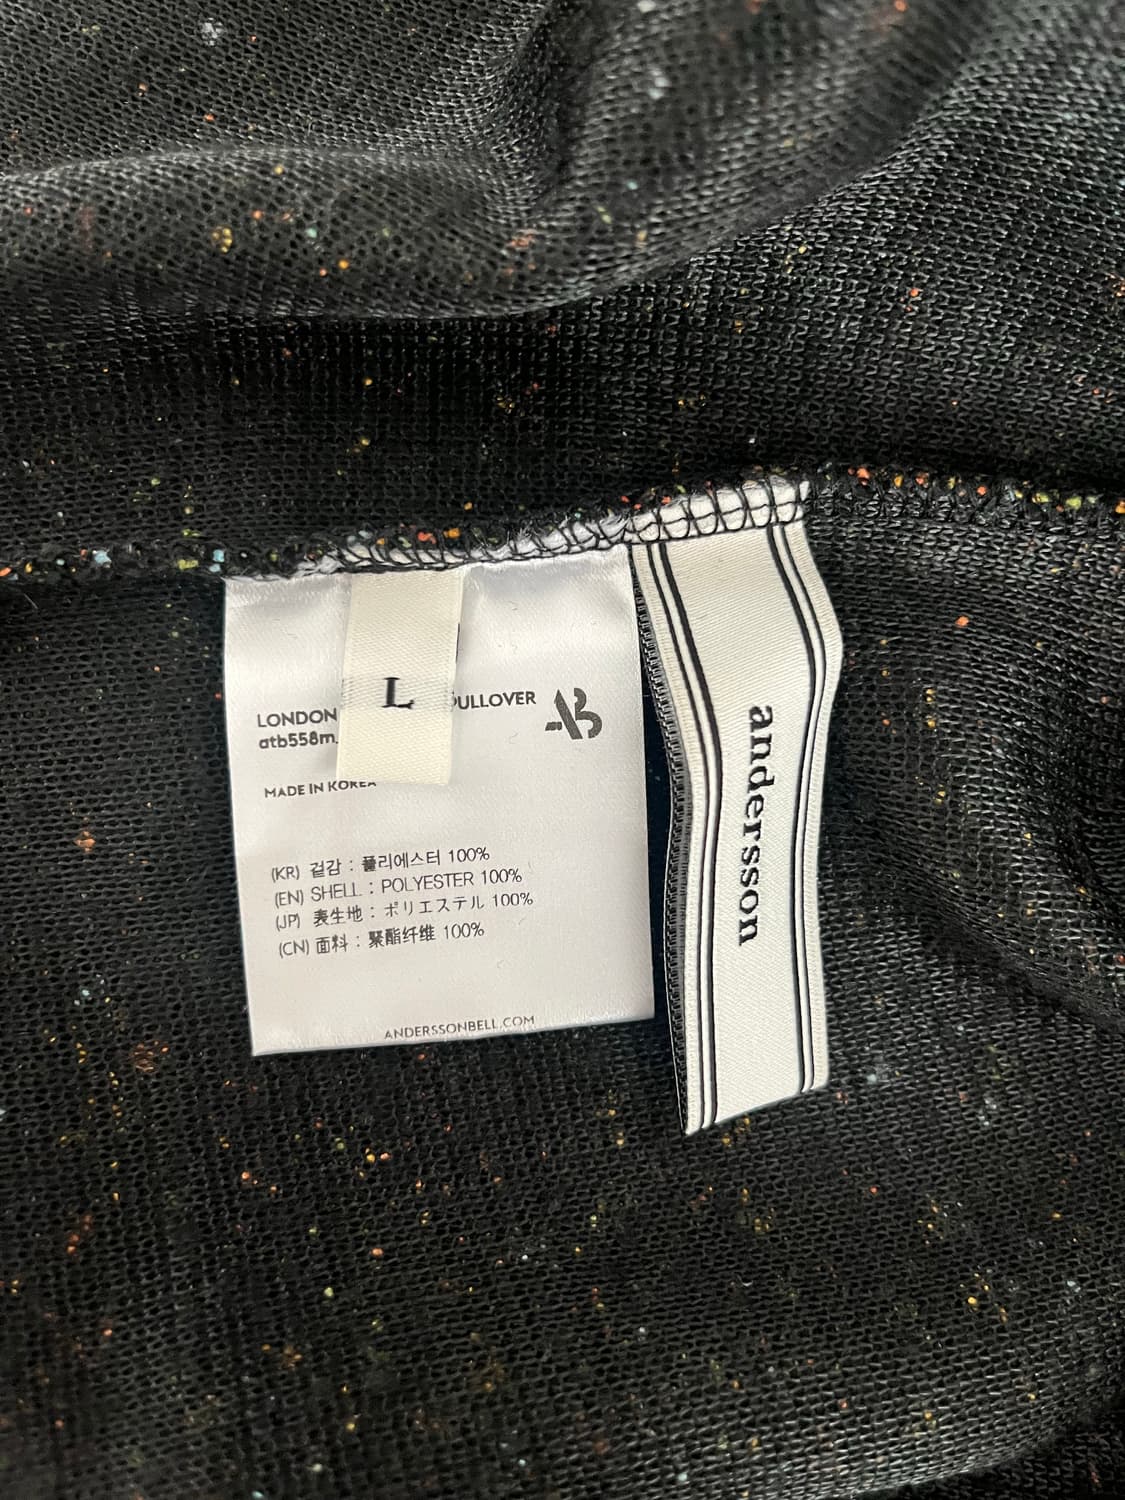 L
LONDON PULLOVER
atb558m
MADE IN KOREA
(KR) 겉감 : 폴리에스터 100%
(EN) SHELL : POLYESTER 100%
(JP) 表生地 : ポリエステル 100%
(CN) 面料 : 聚酯纤维 100%
ANDERSSONBELL.COM
andersson